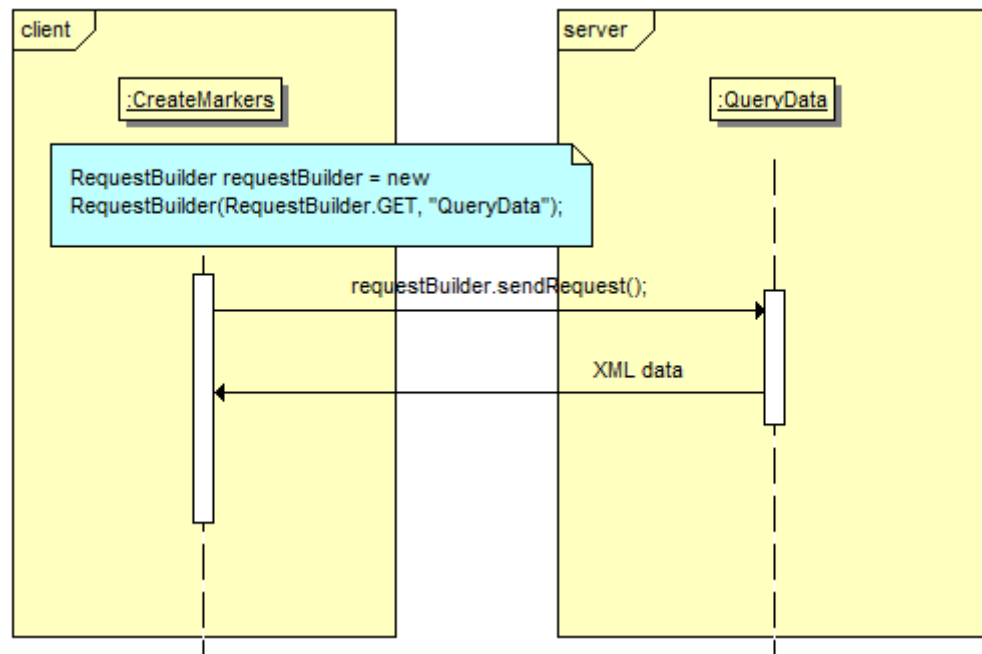 client
server
:CreateMarkers
:QueryData
RequestBuilder requestBuilder = new
RequestBuilder(RequestBuilder.GET, "QueryData");
requestBuilder.sendRequest();
XML data